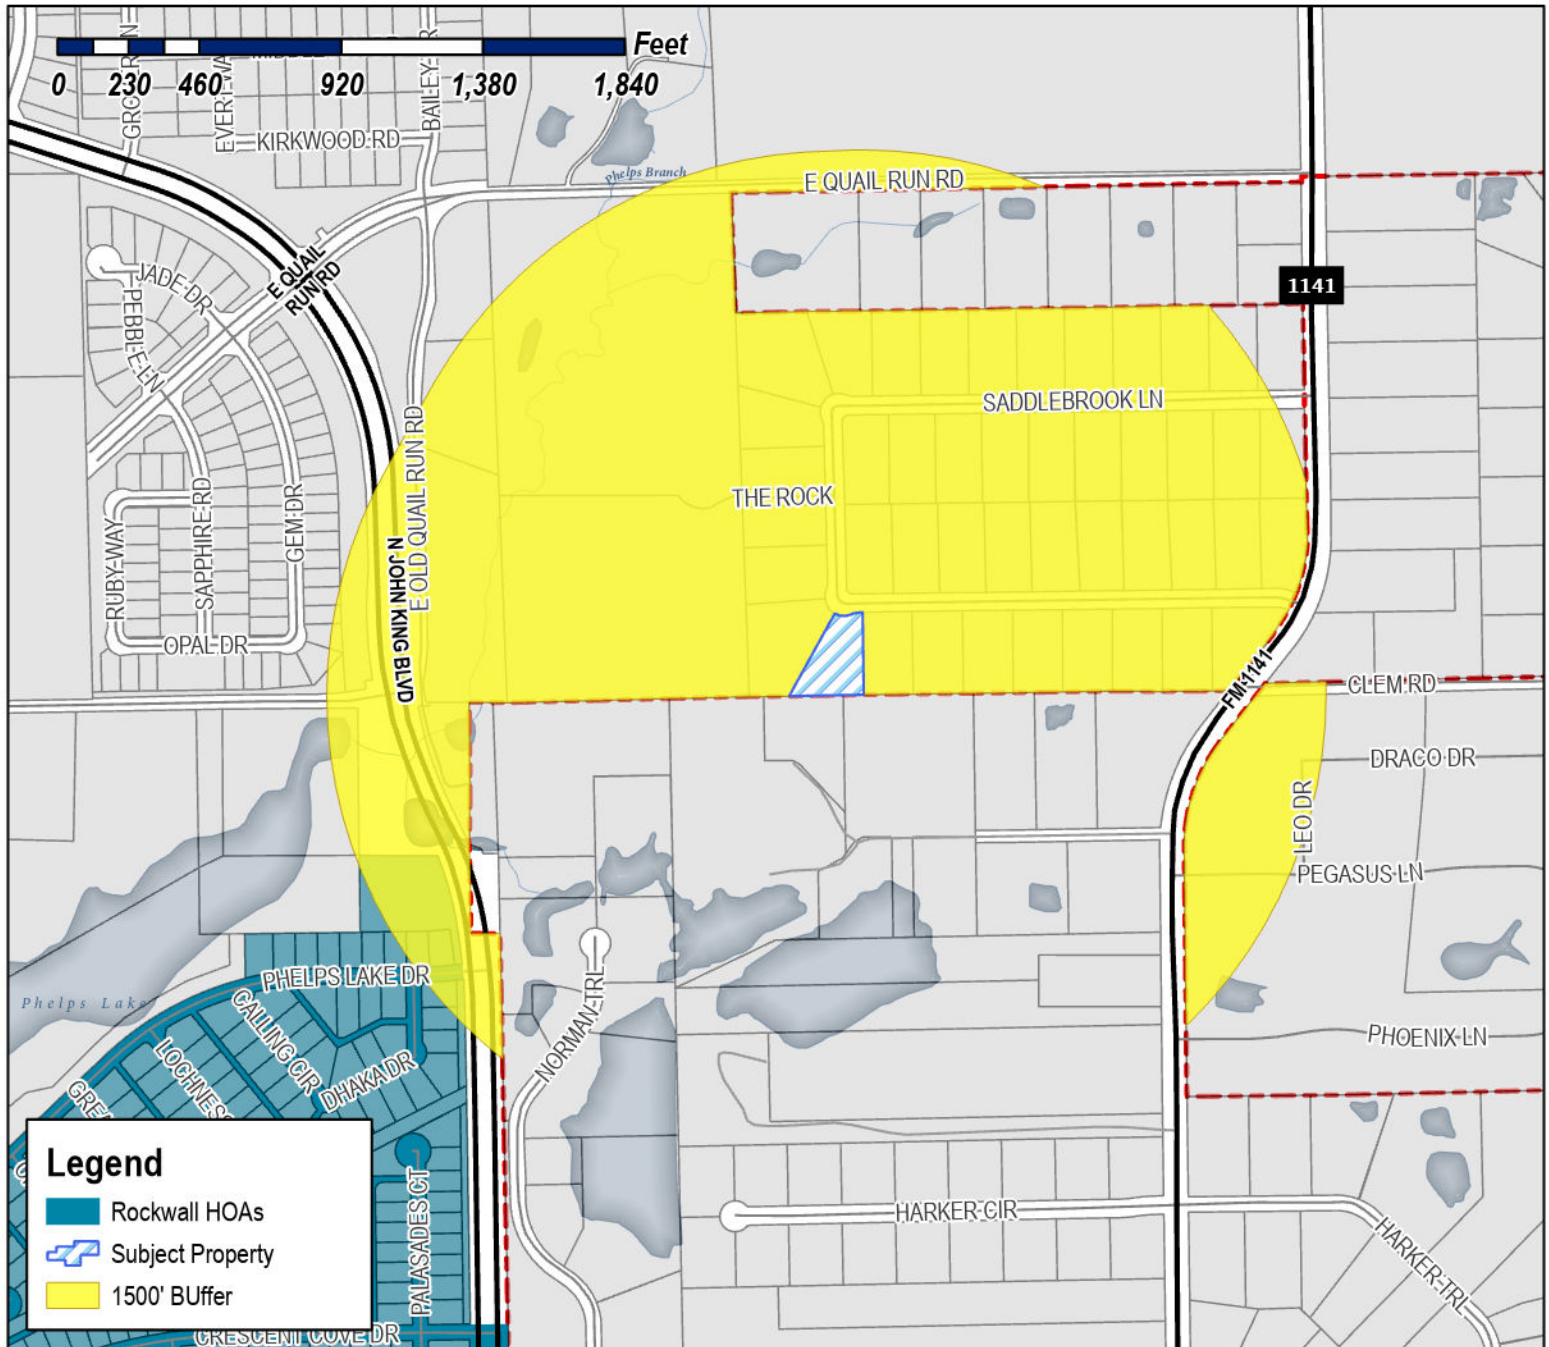 Feet
0 230 460 920 1,380 1,840
BAILEY
KIRKWOOD RD
Phelps Branch
E QUAIL RUN RD
E QUAIL
RUN RD
JADE DR
PEBBLE LN
1141
SADDLEBROOK LN
E OLD QUAIL RUN RD
THE ROCK
GEM DR
SAPPHIRE RD
RUBY WAY
N JOHN KING BLVD
OPAL DR
FM 1141
CLEM RD
DRACO DR
LEO DR
PEGASUS LN
PHELPS LAKE DR
Phelps Lake
CALLING CIR
LOCHNESS
DHAKA DR
NORMAN TRL
PHOENIX LN
GREA
PALASADES CT
HARKER CIR
HARKER TRL
CRESCENT COVE DR
Legend
Rockwall HOAs
Subject Property
1500' BUffer